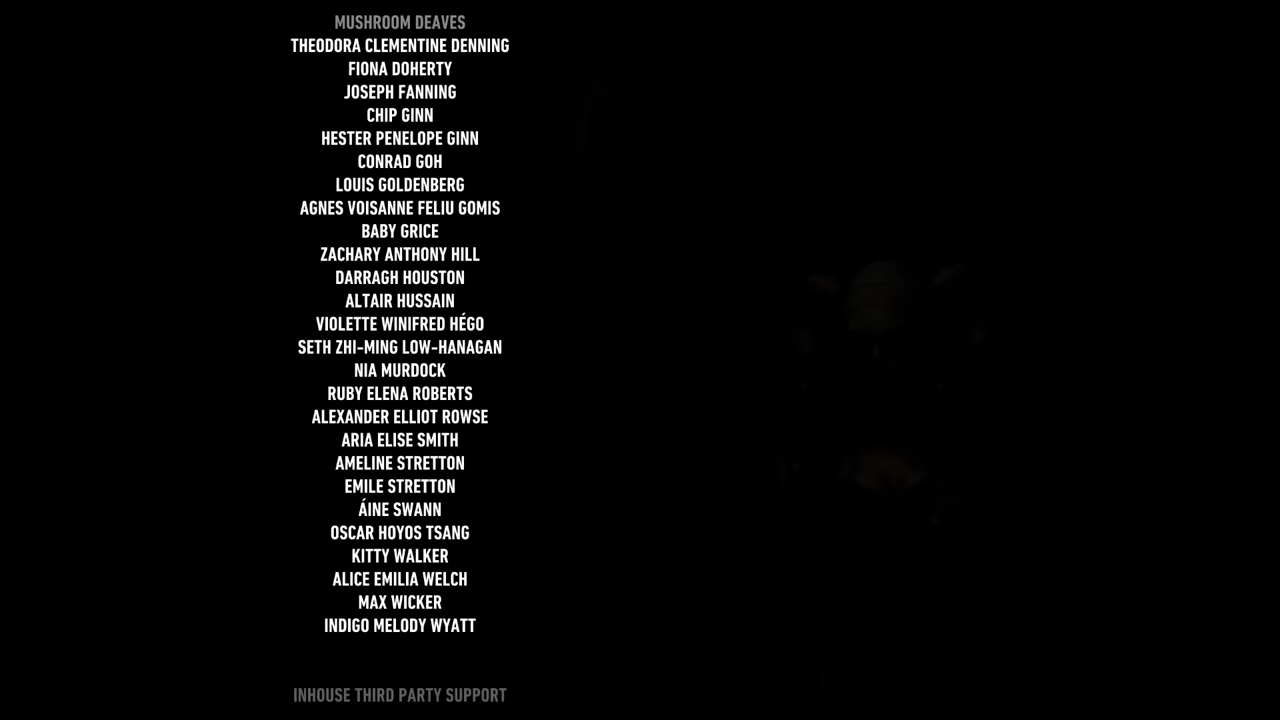 MUSHROOM DEAVES
THEODORA CLEMENTINE DENNING
FIONA DOHERTY
JOSEPH FANNING
CHIP GINN
HESTER PENELOPE GINN
CONRAD GOH
LOUIS GOLDENBERG
AGNES VOISANNE FELIU GOMIS
BABY GRICE
ZACHARY ANTHONY HILL
DARRAGH HOUSTON
ALTAIR HUSSAIN
VIOLETTE WINIFRED HÉGO
SETH ZHI-MING LOW-HANAGAN
NIA MURDOCK
RUBY ELENA ROBERTS
ALEXANDER ELLIOT ROWSE
ARIA ELISE SMITH
AMELINE STRETTON
EMILE STRETTON
ÁINE SWANN
OSCAR HOYOS TSANG
KITTY WALKER
ALICE EMILIA WELCH
MAX WICKER
INDIGO MELODY WYATT
INHOUSE THIRD PARTY SUPPORT